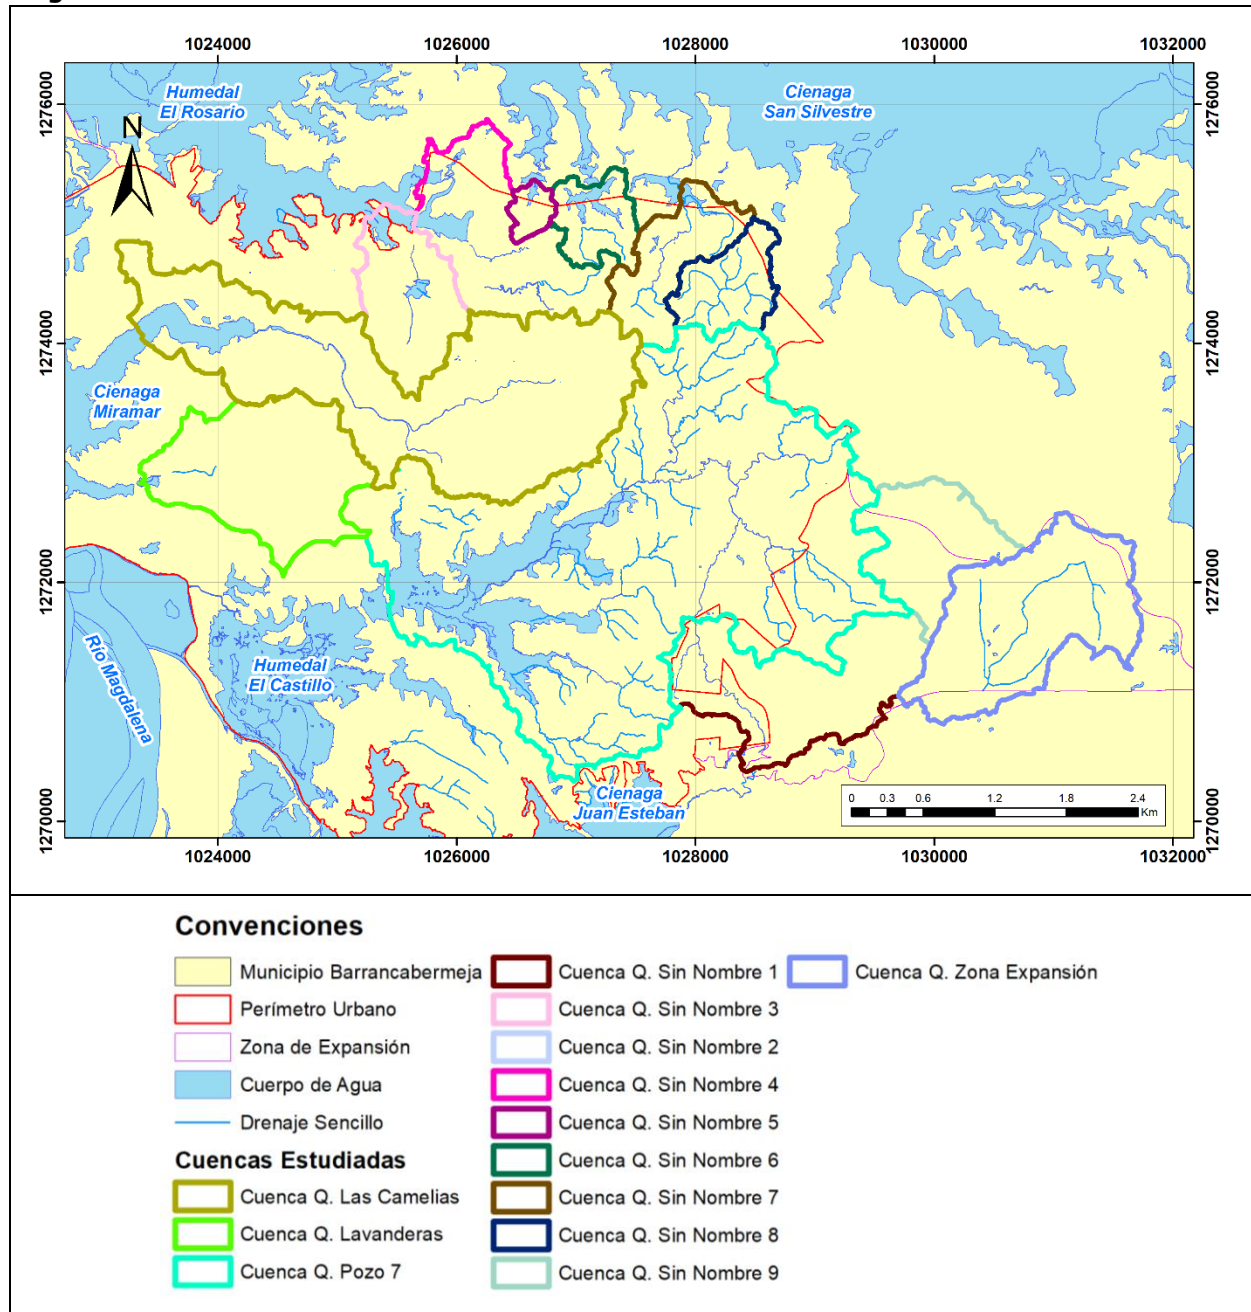 1024000
1026000
1028000
1030000
1032000
1276000
1276000
Humedal
El Rosario
Cienaga
San Silvestre
N
1274000
1274000
Cienaga
Miramar
1272000
1272000
Rio Magdalena
Humedal
El Castillo
Cienaga
Juan Esteban
0 0.3 0.6 1.2 1.8 2.4
Km
1270000
1270000
1024000
1026000
1028000
1030000
1032000
Convenciones
Municipio Barrancabermeja
Perímetro Urbano
Zona de Expansión
Cuerpo de Agua
Drenaje Sencillo
Cuencas Estudiadas
Cuenca Q. Las Camelias
Cuenca Q. Lavanderas
Cuenca Q. Pozo 7
Cuenca Q. Sin Nombre 1
Cuenca Q. Sin Nombre 3
Cuenca Q. Sin Nombre 2
Cuenca Q. Sin Nombre 4
Cuenca Q. Sin Nombre 5
Cuenca Q. Sin Nombre 6
Cuenca Q. Sin Nombre 7
Cuenca Q. Sin Nombre 8
Cuenca Q. Sin Nombre 9
Cuenca Q. Zona Expansión